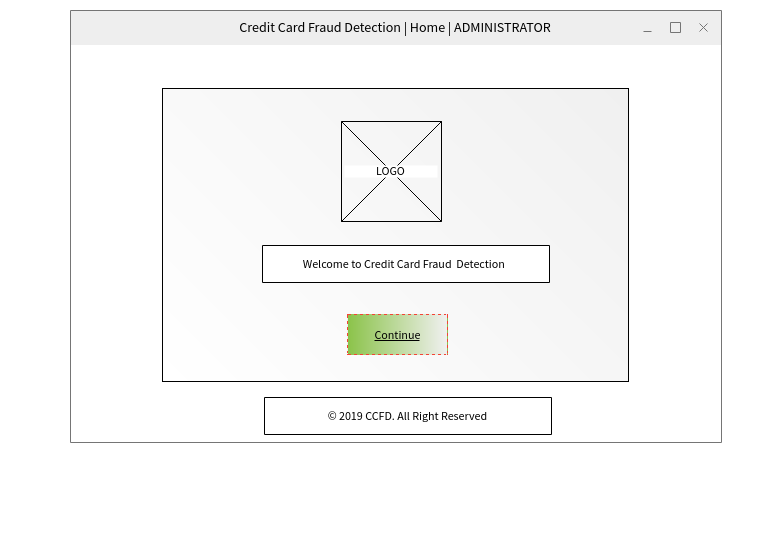 Credit Card Fraud Detection | Home | ADMINISTRATOR
LOGO
Welcome to Credit Card Fraud  Detection
Continue
© 2019 CCFD. All Right Reserved